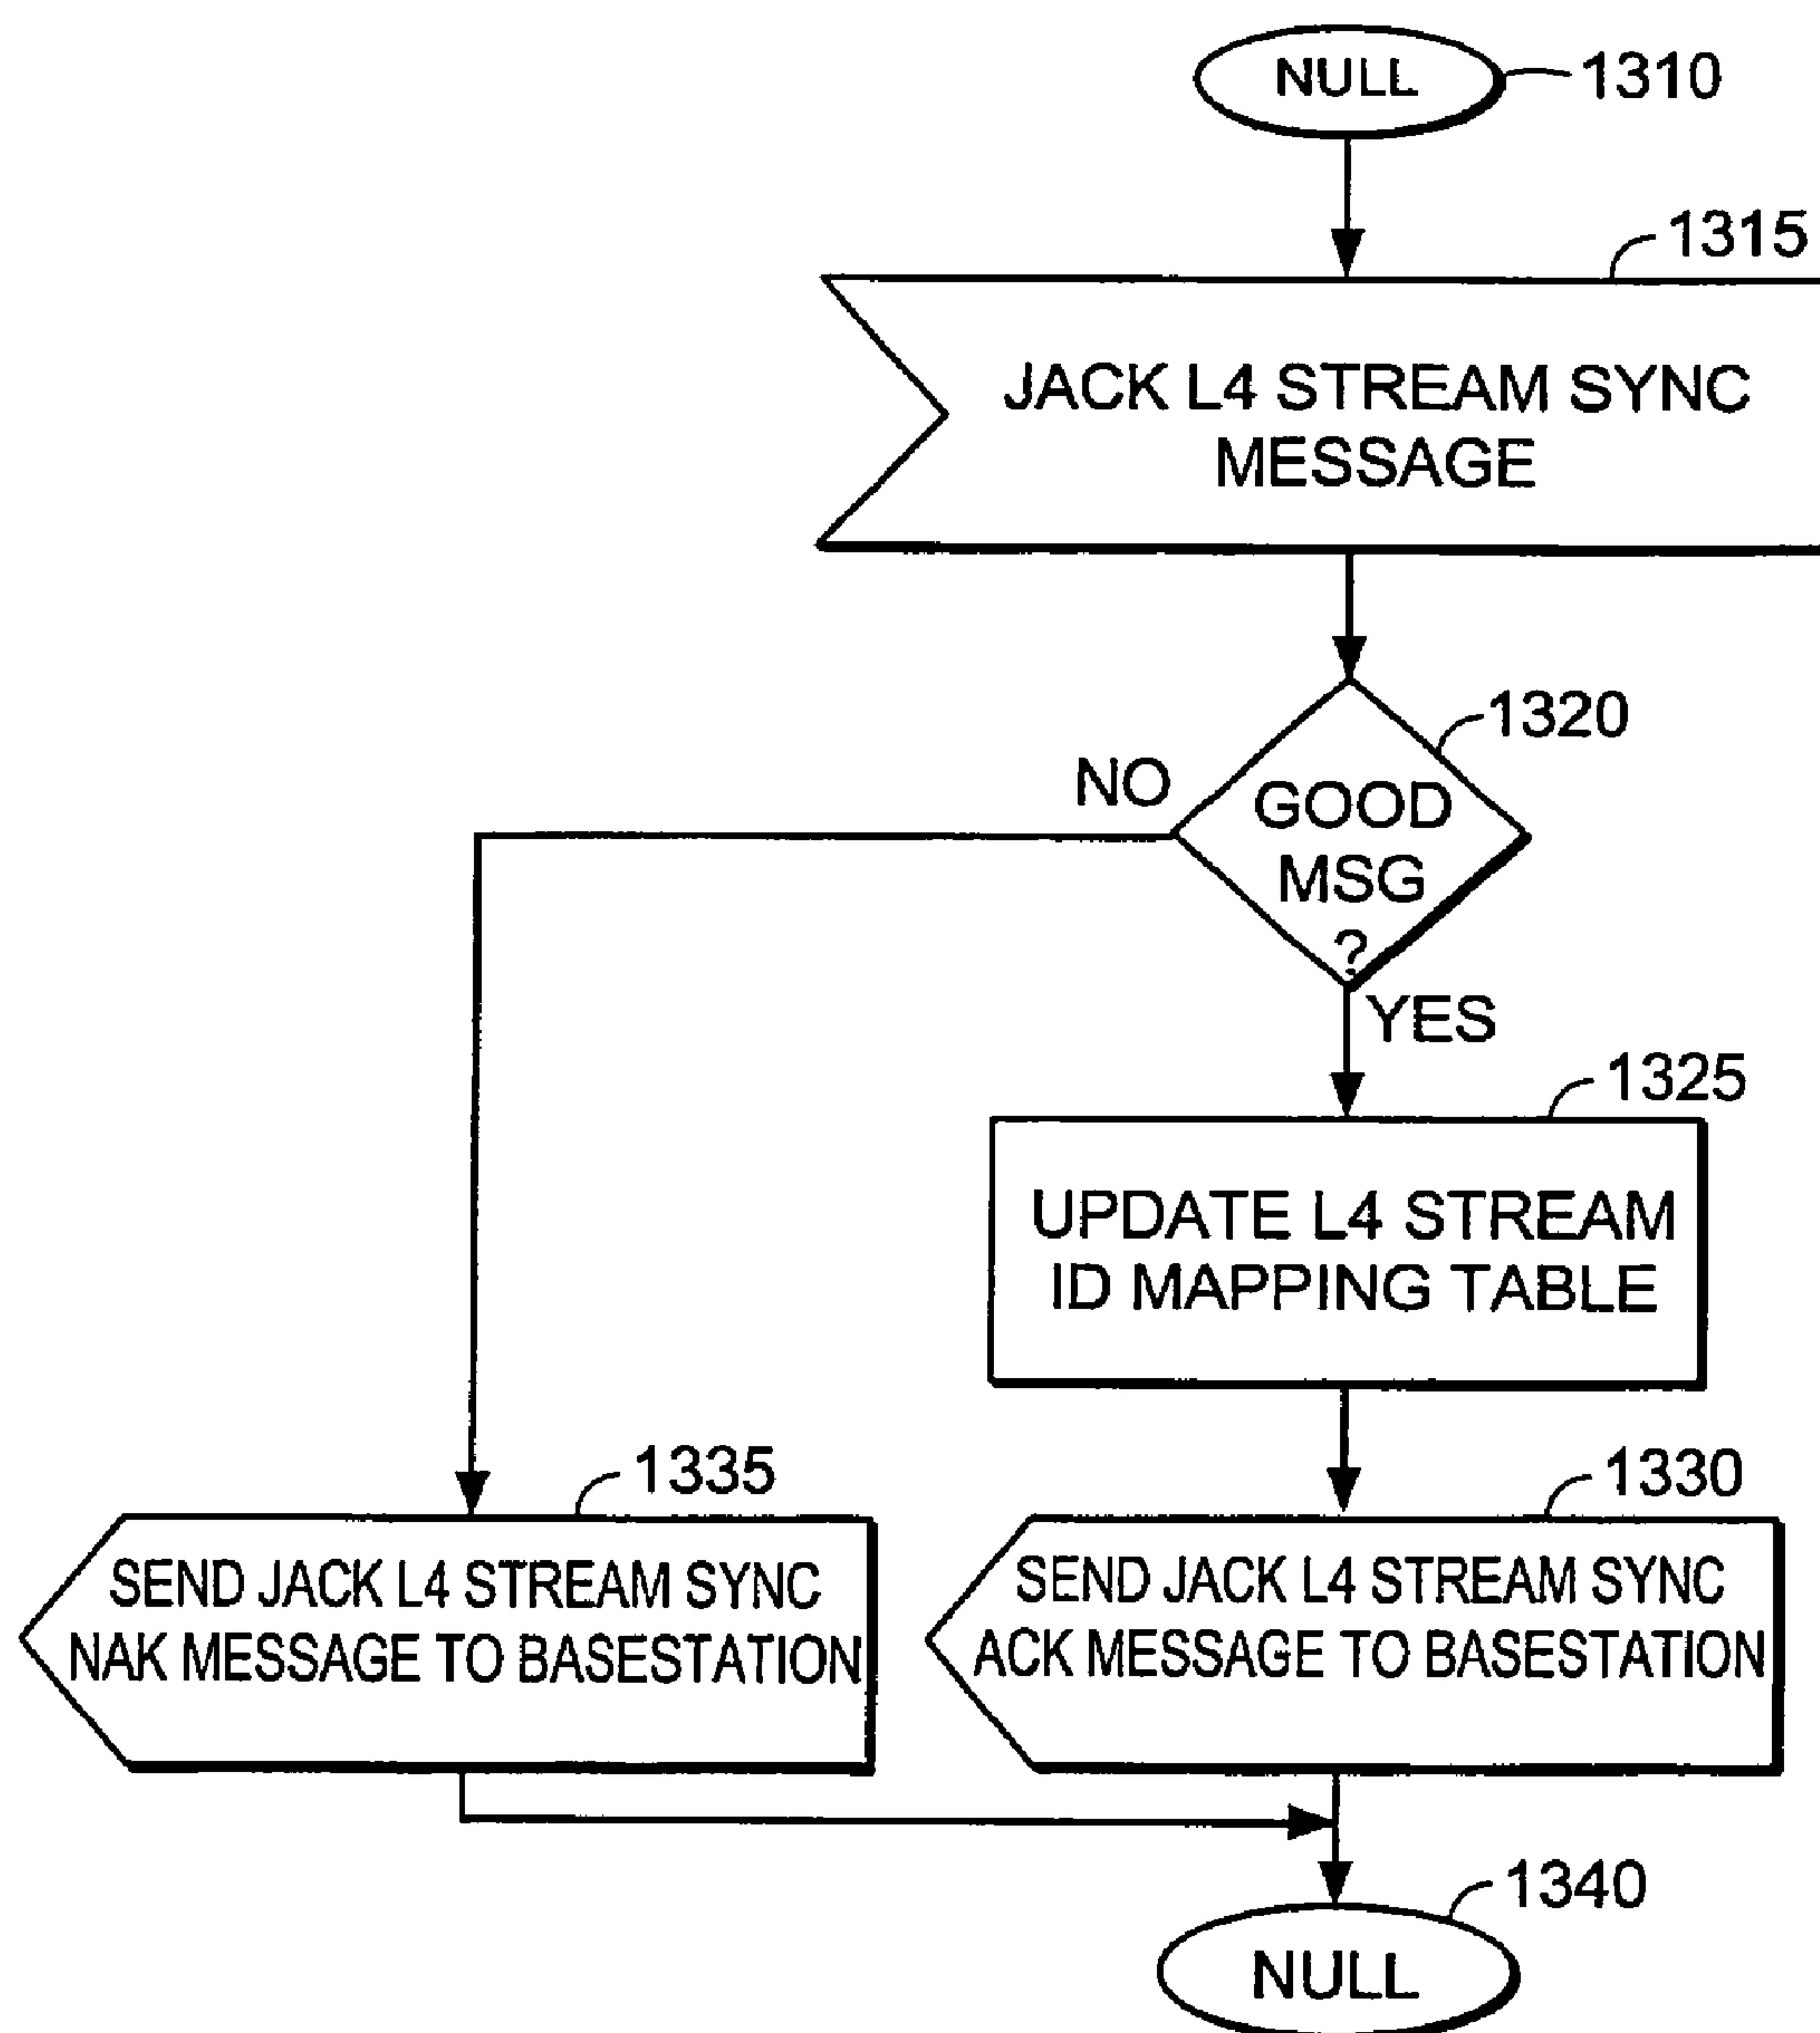 NULL
1310
1315
JACK L4 STREAM SYNC
MESSAGE
1320
NO
GOOD
MSG
?
YES
1325
UPDATE L4 STREAM
ID MAPPING TABLE
1335
1330
SEND JACK L4 STREAM SYNC
NAK MESSAGE TO BASESTATION
SEND JACK L4 STREAM SYNC
ACK MESSAGE TO BASESTATION
1340
NULL